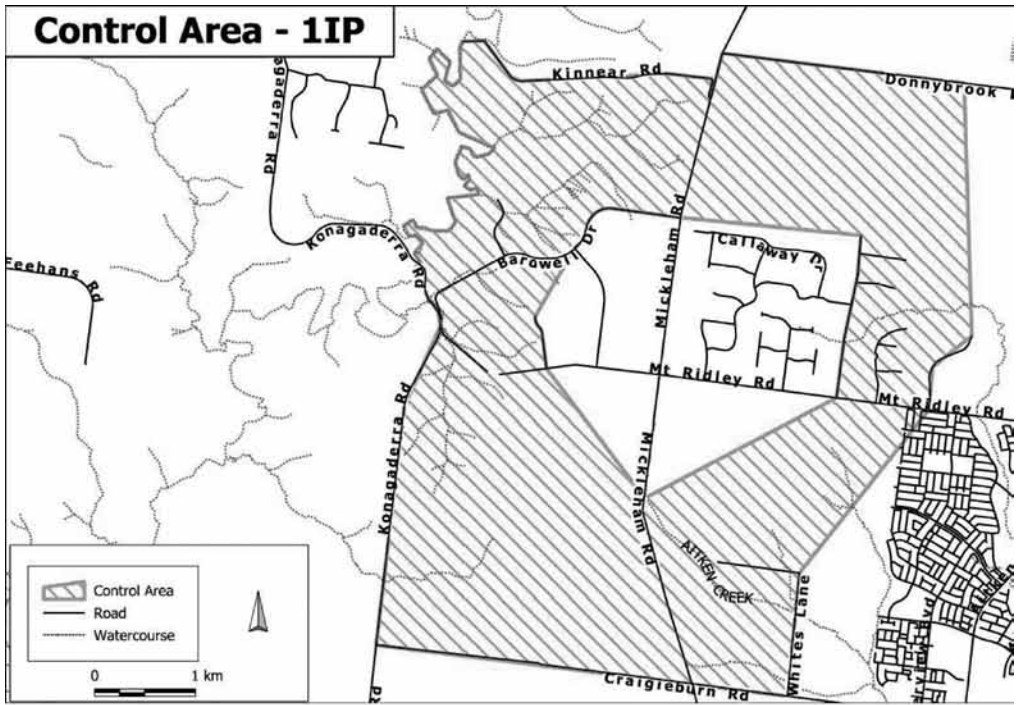 Control Area - 1IP
Kinnear Rd
Donnybrook
Konagaderra Rd
Feehans Rd
Bardwell Dr
Mickleham Rd
Callaway Dr
Mt Ridley Rd
Mt Ridley Rd
Konagaderra Rd
Mickleham Rd
AITKEN CREEK
Whites Lane
Craigieburn Rd
Rd
Aitken
Control Area
Road
Watercourse
0 1 km